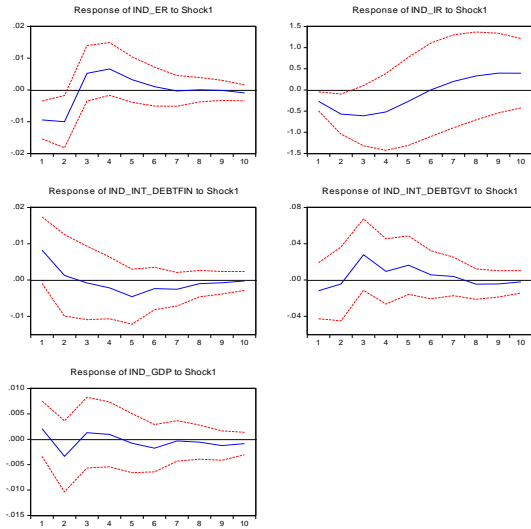 Response of IND_ER to Shock1
.02
.01
.00
-.01
-.02
1 2 3 4 5 6 7 8 9 10
Response of IND_IR to Shock1
1.5
1.0
0.5
0.0
-0.5
-1.0
-1.5
1 2 3 4 5 6 7 8 9 10
Response of IND_INT_DEBTFIN to Shock1
.02
.01
.00
-.01
1 2 3 4 5 6 7 8 9 10
Response of IND_INT_DEBTGVT to Shock1
.08
.04
.00
-.04
1 2 3 4 5 6 7 8 9 10
Response of IND_GDP to Shock1
.010
.005
.000
-.005
-.010
-.015
1 2 3 4 5 6 7 8 9 10